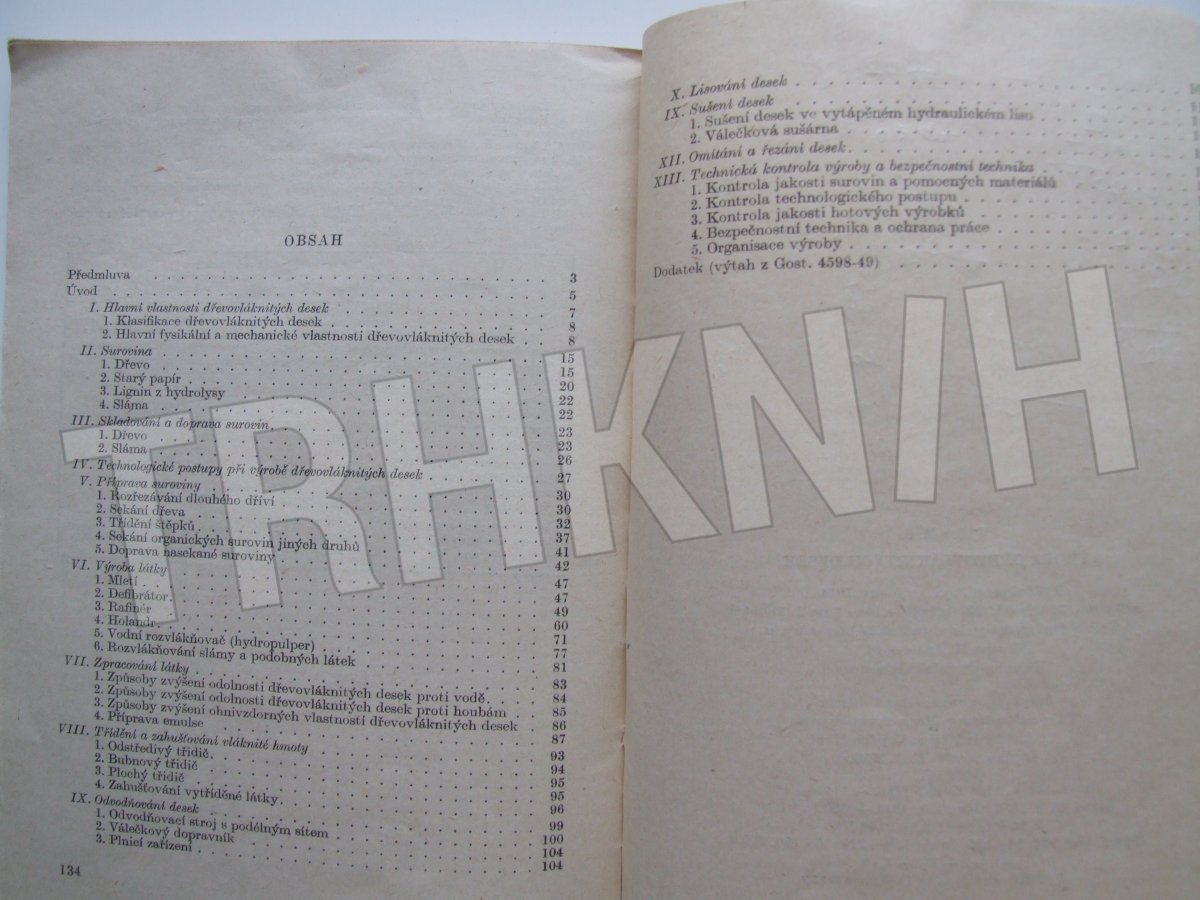 OBSAH
Předmluva . . . 3
Úvod . . . 5
I. Hlavní vlastnosti dřevovláknitých desek . . . 7
1. Klasifikace dřevovláknitých desek . . . 8
2. Hlavní fysikální a mechanické vlastnosti dřevovláknitých desek . . 8
II. Surovina . . . 15
1. Dřevo . . . 15
2. Starý papír . . . 20
3. Lignin z hydrolysy . . . 22
4. Sláma . . . 22
III. Skladování a doprava surovin . . . 23
1. Dřevo . . . 23
2. Sláma . . . 26
IV. Technologické postupy při výrobě dřevovláknitých desek . . . 27
V. Příprava suroviny . . . 30
1. Rozřezávání dlouhého dříví . . . 30
2. Sekání dřeva . . . 32
3. Třídění štěpků . . . 37
4. Sekání organických surovin jiných druhů . . . 41
5. Doprava nasekané suroviny . . . 42
VI. Výroba látky . . . 47
1. Mletí . . . 47
2. Defibrátor . . . 49
3. Rafinér . . . 60
4. Holandr . . . 71
5. Vodní rozvlákňovač (hydropulper) . . . 77
6. Rozvlákňování slámy a podobných látek . . . 81
VII. Zpracování látky . . . 83
1. Způsoby zvýšení odolnosti dřevovláknitých desek proti vodě . . . 84
2. Způsoby zvýšení odolnosti dřevovláknitých desek proti houbám . . 85
3. Způsoby zvýšení ohnivzdorných vlastností dřevovláknitých desek . 86
4. Příprava emulse . . . 87
VIII. Třídění a zahušťování vláknité hmoty . . . 93
1. Odstředivý třidič . . . 94
2. Bubnový třidič . . . 95
3. Plochý třidič . . . 95
4. Zahušťování vytříděné látky . . . 96
IX. Odvodňování desek . . . 99
1. Odvodňovací stroj s podélným sítem . . . 100
2. Válečkový dopravník . . . 104
3. Plnicí zařízení . . . 104
134
X. Lisování desek . . .
IX. Sušení desek . . .
1. Sušení desek ve vytápěném hydraulickém lisu . . .
2. Válečková sušárna . . .
XII. Omítání a řezání desek . . .
XIII. Technická kontrola výroby a bezpečnostní technika . . .
1. Kontrola jakosti surovin a pomocných materiálů
2. Kontrola technologického postupu . . .
3. Kontrola jakosti hotových výrobků . . .
4. Bezpečnostní technika a ochrana práce . . .
5. Organisace výroby . . .
Dodatek (výtah z Gost. 4598-49) . . .
TRHKNIH